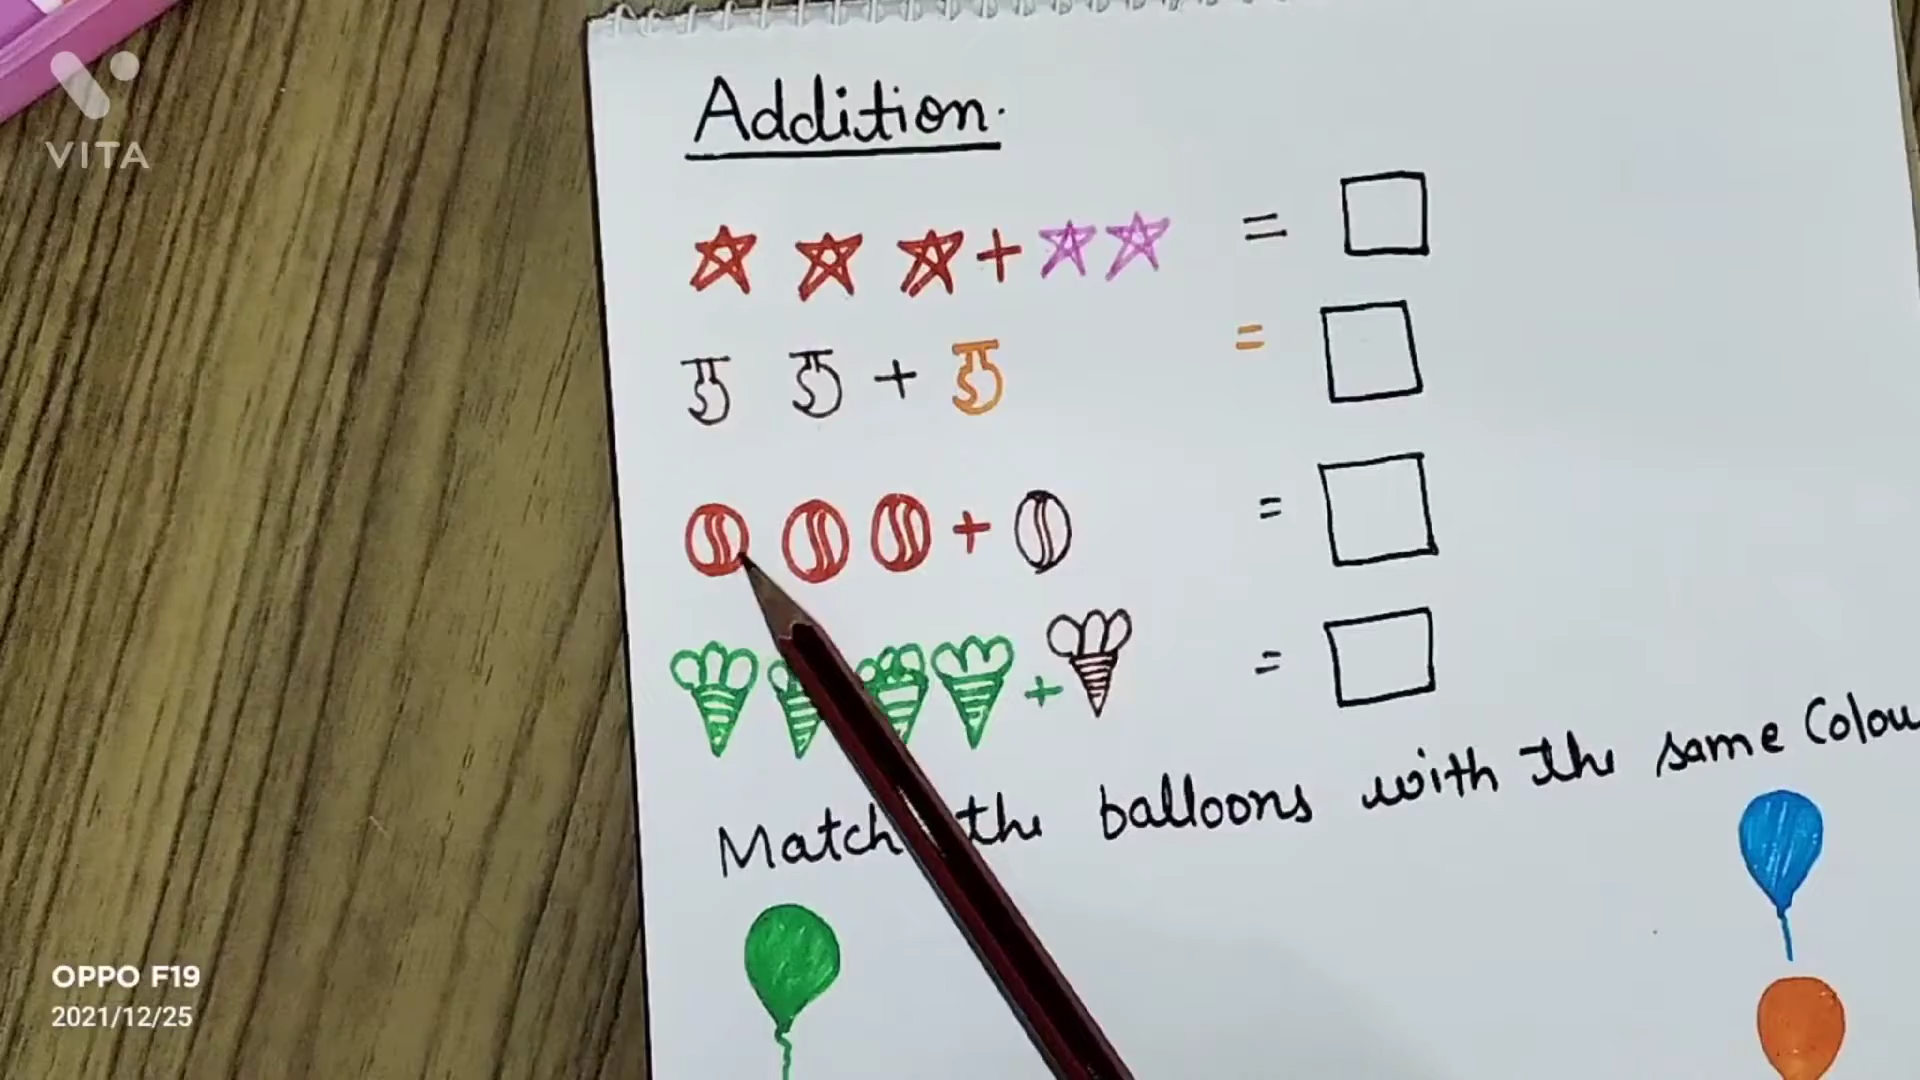 VITA
Addition.
+ =
+ =
+ =
+ =
Match the balloons with the same Colou
OPPO F19
2021/12/25